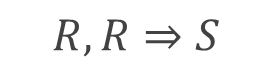 R, R ⇒ S